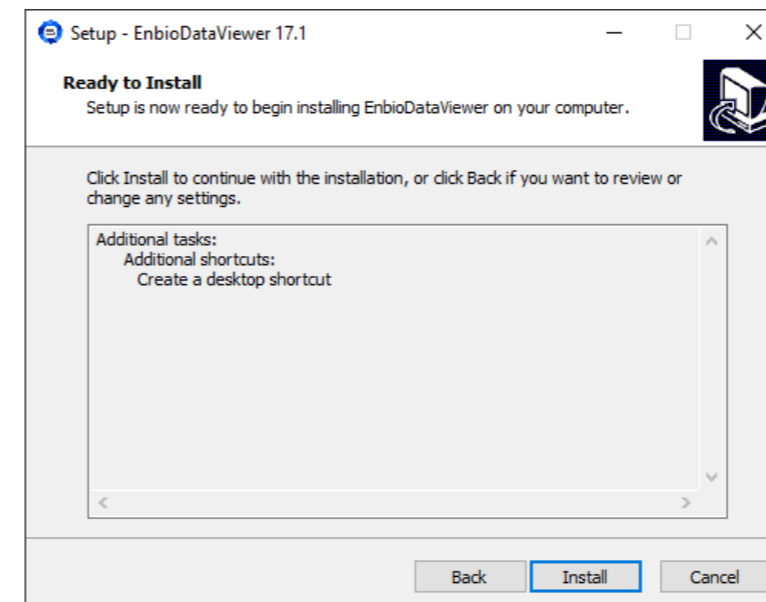 Setup - EnbioDataViewer 17.1
Ready to Install
Setup is now ready to begin installing EnbioDataViewer on your computer.
Click Install to continue with the installation, or click Back if you want to review or
change any settings.
Additional tasks:
Additional shortcuts:
Create a desktop shortcut
Back
Install
Cancel